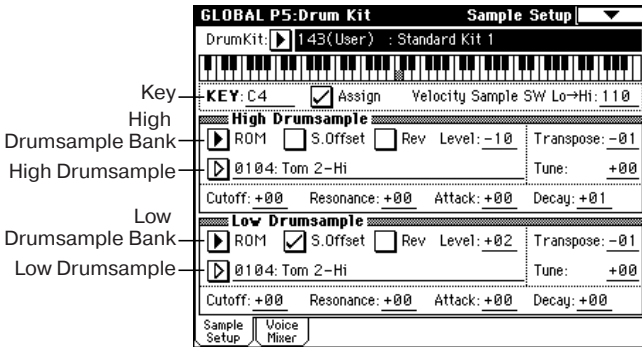 GLOBAL P5:Drum Kit Sample Setup
DrumKit: 143(User) : Standard Kit 1
Key
KEY: C4 Assign Velocity Sample SW Lo→Hi: 110
High Drumsample Bank
High Drumsample
ROM S.Offset Rev Level: -10 Transpose: -01
High Drumsample
0104: Tom 2-Hi Tune: +00
Cutoff: +00 Resonance: +00 Attack: +00 Decay: +01
Low Drumsample Bank
Low Drumsample
ROM S.Offset Rev Level: +02 Transpose: -01
Low Drumsample
0104: Tom 2-Hi Tune: +00
Cutoff: +00 Resonance: +00 Attack: +00 Decay: +00
Sample Setup Voice Mixer